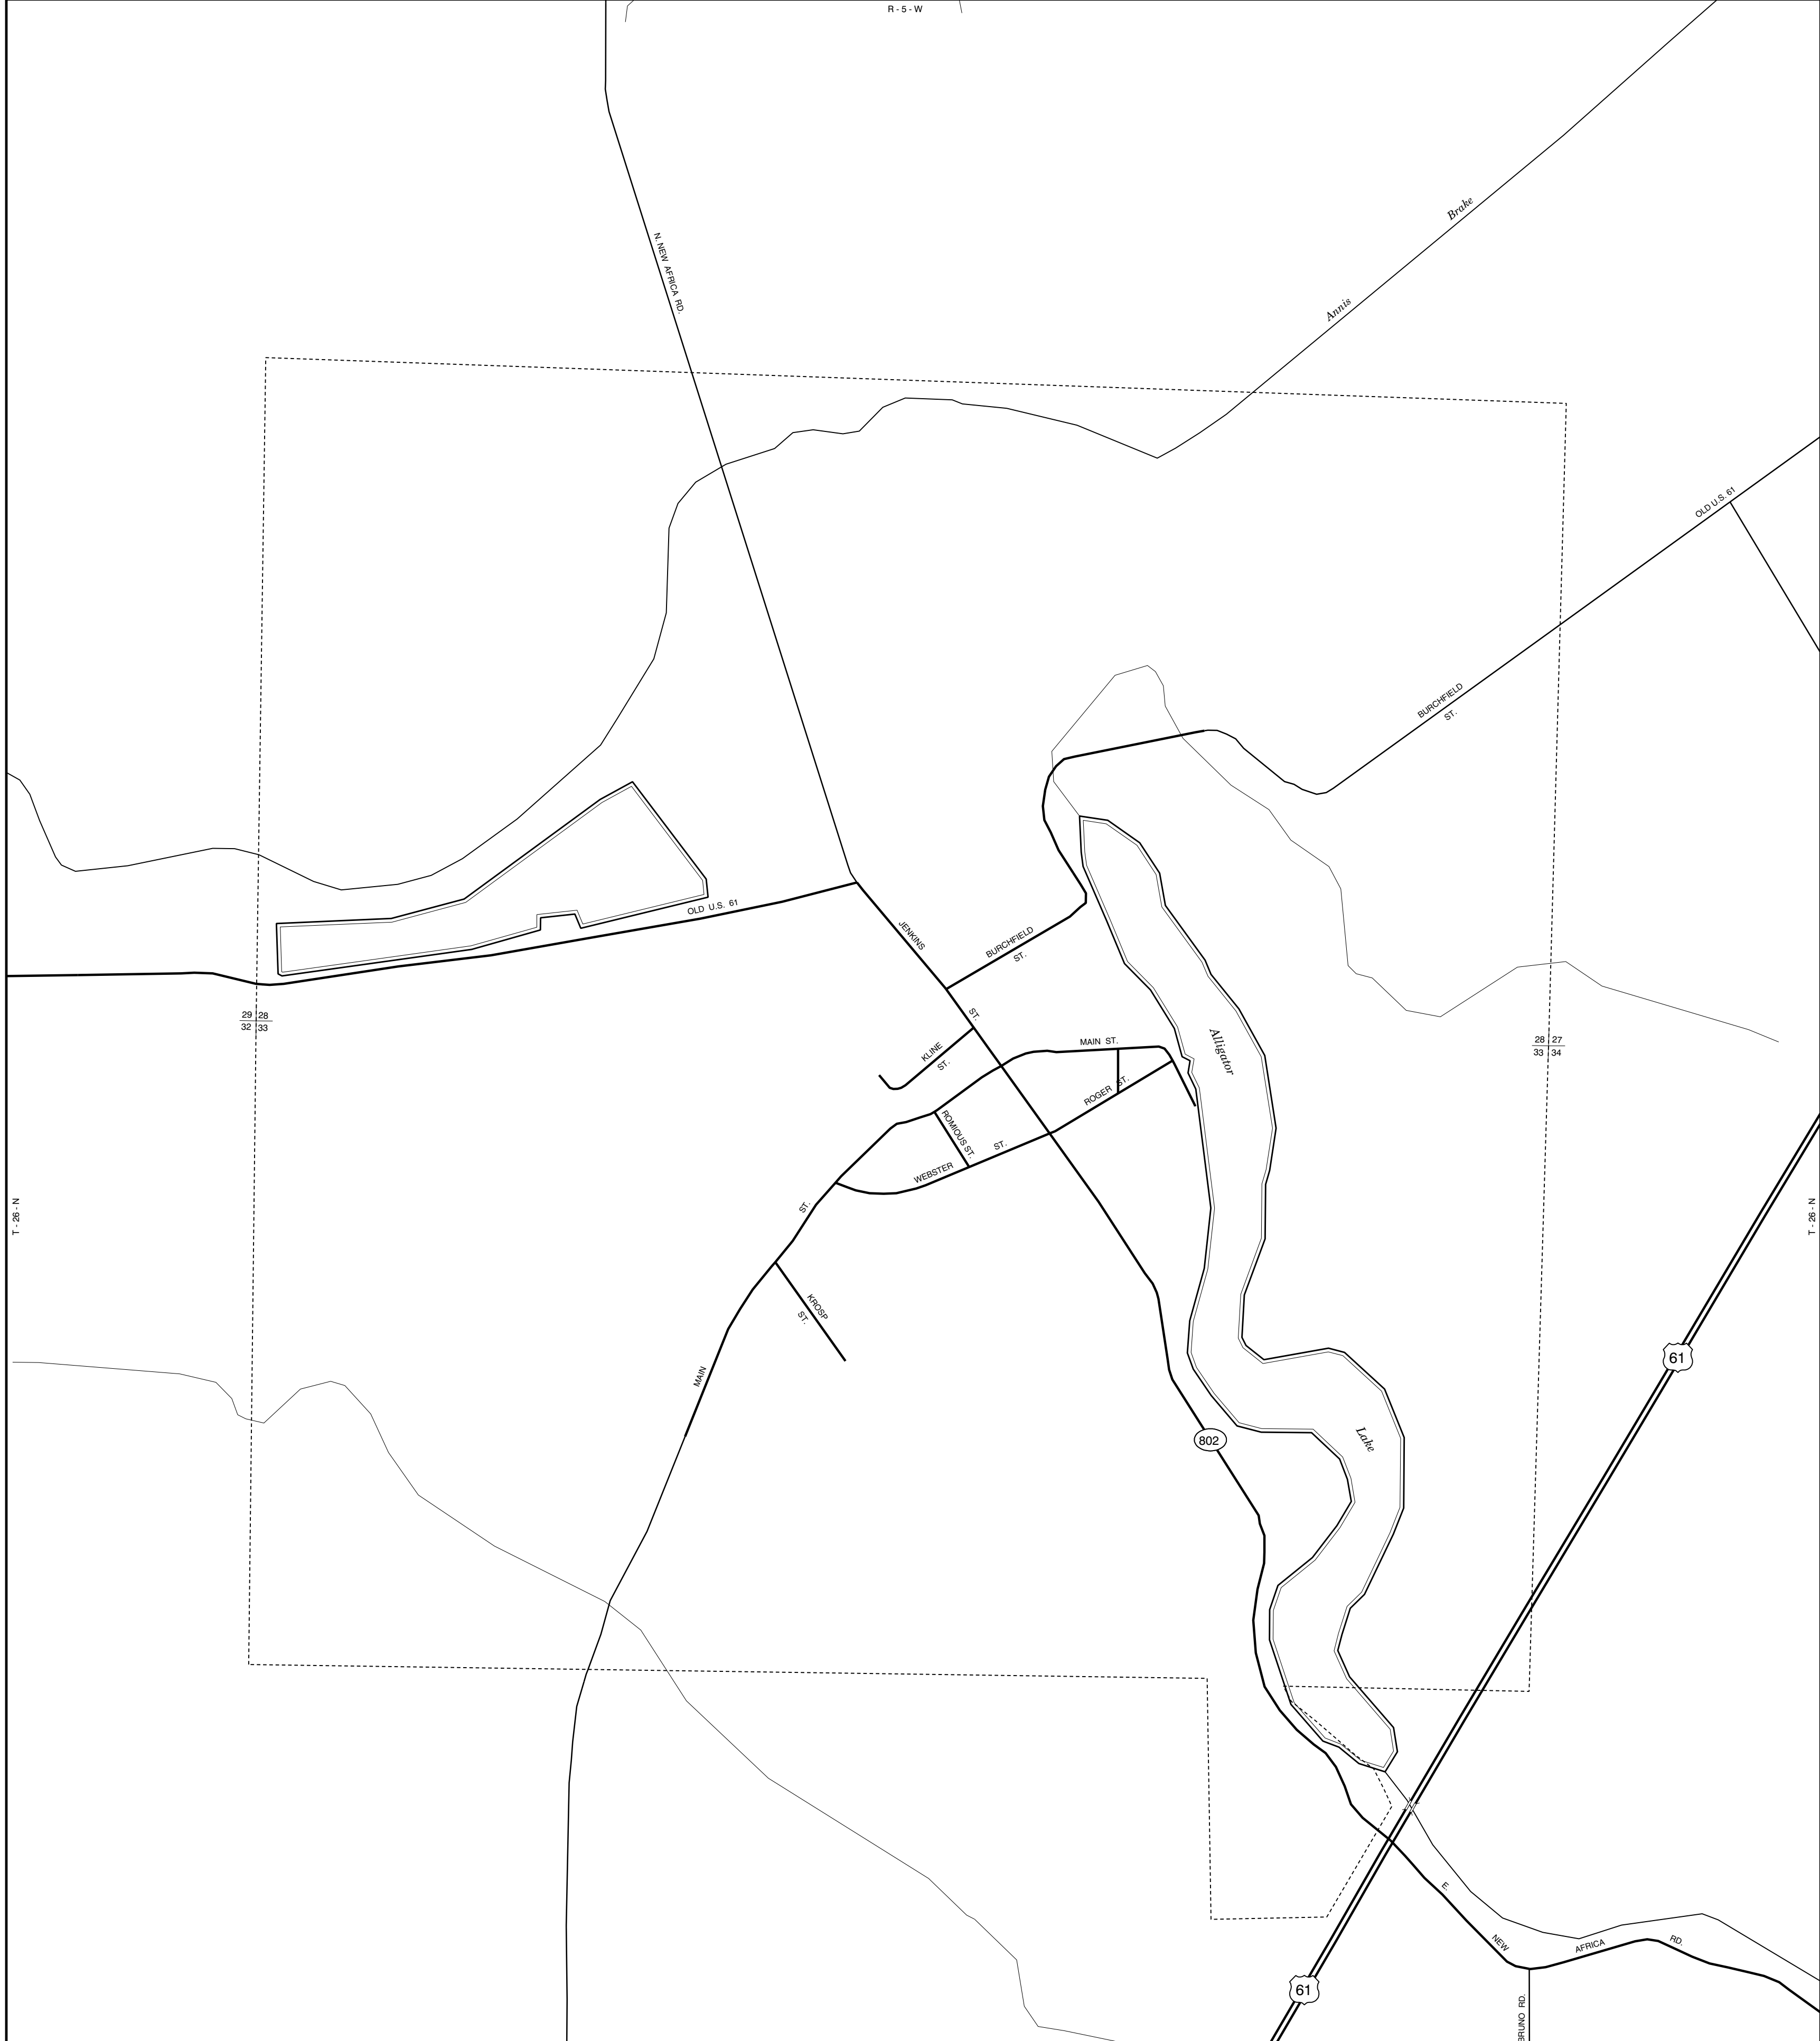 R - 5 - W
Brake
N. NEW AFRICA RD.
Annis
OLD U.S. 61
BURCHFIELD
ST.
OLD U.S. 61
JENKINS
BURCHFIELD
ST.
ST.
29 28
32 33
KLINE
ST.
MAIN ST.
Alligator
28 27
33 34
ROGER ST.
ROMIOUS ST.
ST.
WEBSTER
T - 26 - N
ST.
T - 26 - N
KROSP
ST.
61
MAIN
802
Lake
E.
NEW
AFRICA
RD.
61
BRUNO RD.